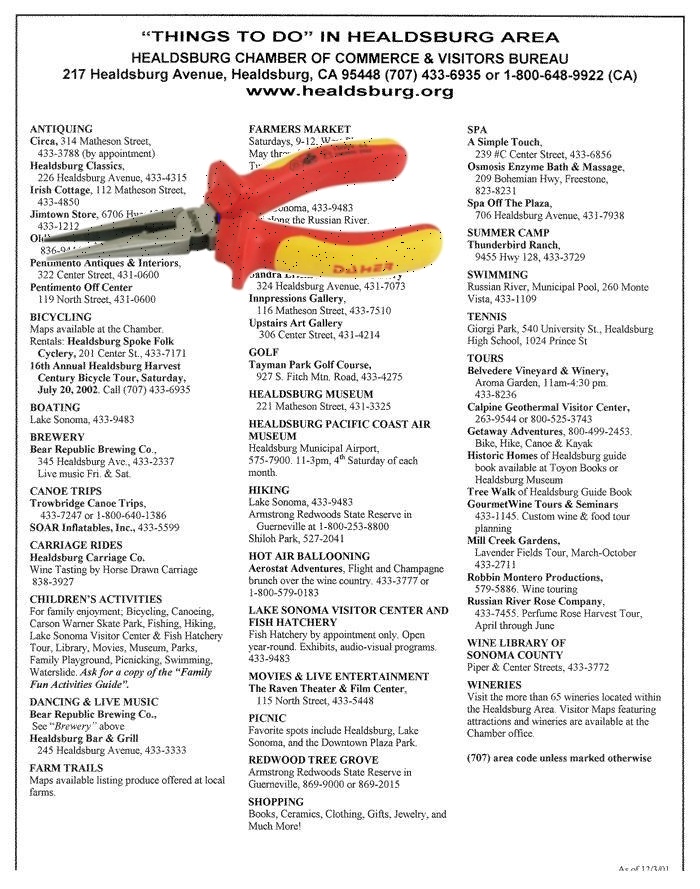 “THINGS TO DO” IN HEALDSBURG AREA
HEALDSBURG CHAMBER OF COMMERCE & VISITORS BUREAU
217 Healdsburg Avenue, Healdsburg, CA 95448 (707) 433-6935 or 1-800-648-9922 (CA)
www.healdsburg.org
ANTIQUING
Circa, 314 Matheson Street,
433-3788 (by appointment)
Healdsburg Classics,
226 Healdsburg Avenue, 433-4315
Irish Cottage, 112 Matheson Street,
433-4850
Jimtown Store, 6706
433-1212
Pentimento Antiques & Interiors,
322 Center Street, 431-0600
Pentimento Off Center
119 North Street, 431-0600
BICYCLING
Maps available at the Chamber.
Rentals: Healdsburg Spoke Folk
Cyclery, 201 Center St., 433-7171
16th Annual Healdsburg Harvest
Century Bicycle Tour, Saturday,
July 20, 2002. Call (707) 433-6935
BOATING
Lake Sonoma, 433-9483
BREWERY
Bear Republic Brewing Co.,
345 Healdsburg Ave., 433-2337
Live music Fri. & Sat.
CANOE TRIPS
Trowbridge Canoe Trips,
433-7247 or 1-800-640-1386
SOAR Inflatables, Inc., 433-5599
CARRIAGE RIDES
Healdsburg Carriage Co.
Wine Tasting by Horse Drawn Carriage
838-3927
CHILDREN’S ACTIVITIES
For family enjoyment; Bicycling, Canoeing,
Carson Warner Skate Park, Fishing, Hiking,
Lake Sonoma Visitor Center & Fish Hatchery
Tour, Library, Movies, Museum, Parks,
Family Playground, Picnicking, Swimming,
Waterslide. Ask for a copy of the “Family
Fun Activities Guide”.
DANCING & LIVE MUSIC
Bear Republic Brewing Co.,
See “Brewery” above
Healdsburg Bar & Grill
245 Healdsburg Avenue, 433-3333
FARM TRAILS
Maps available listing produce offered at local
farms.
FARMERS MARKET
Saturdays, 9-12,
May
433-9483
along the Russian River.
DÖHER
324 Healdsburg Avenue, 431-7073
Innpressions Gallery,
116 Matheson Street, 433-7510
Upstairs Art Gallery
306 Center Street, 431-4214
GOLF
Tayman Park Golf Course,
927 S. Fitch Mtn. Road, 433-4275
HEALDSBURG MUSEUM
221 Matheson Street, 431-3325
HEALDSBURG PACIFIC COAST AIR
MUSEUM
Healdsburg Municipal Airport,
575-7900. 11-3pm, 4th Saturday of each
month.
HIKING
Lake Sonoma, 433-9483
Armstrong Redwoods State Reserve in
Guerneville at 1-800-253-8800
Shiloh Park, 527-2041
HOT AIR BALLOONING
Aerostat Adventures, Flight and Champagne
brunch over the wine country. 433-3777 or
1-800-579-0183
LAKE SONOMA VISITOR CENTER AND
FISH HATCHERY
Fish Hatchery by appointment only. Open
year-round. Exhibits, audio-visual programs.
433-9483
MOVIES & LIVE ENTERTAINMENT
The Raven Theater & Film Center,
115 North Street, 433-5448
PICNIC
Favorite spots include Healdsburg, Lake
Sonoma, and the Downtown Plaza Park.
REDWOOD TREE GROVE
Armstrong Redwoods State Reserve in
Guerneville, 869-9000 or 869-2015
SHOPPING
Books, Ceramics, Clothing, Gifts, Jewelry, and
Much More!
SPA
A Simple Touch,
239 #C Center Street, 433-6856
Osmosis Enzyme Bath & Massage,
209 Bohemian Hwy, Freestone,
823-8231
Spa Off The Plaza,
706 Healdsburg Avenue, 431-7938
SUMMER CAMP
Thunderbird Ranch,
9455 Hwy 128, 433-3729
SWIMMING
Russian River, Municipal Pool, 260 Monte
Vista, 433-1109
TENNIS
Giorgi Park, 540 University St., Healdsburg
High School, 1024 Prince St
TOURS
Belvedere Vineyard & Winery,
Aroma Garden, 11am-4:30 pm.
433-8236
Calpine Geothermal Visitor Center,
263-9544 or 800-525-3743
Getaway Adventures, 800-499-2453.
Bike, Hike, Canoe & Kayak
Historic Homes of Healdsburg guide
book available at Toyon Books or
Healdsburg Museum
Tree Walk of Healdsburg Guide Book
GourmetWine Tours & Seminars
433-1145. Custom wine & food tour
planning
Mill Creek Gardens,
Lavender Fields Tour, March-October
433-2711
Robbin Montero Productions,
579-5886. Wine touring
Russian River Rose Company,
433-7455. Perfume Rose Harvest Tour,
April through June
WINE LIBRARY OF
SONOMA COUNTY
Piper & Center Streets, 433-3772
WINERIES
Visit the more than 65 wineries located within
the Healdsburg Area. Visitor Maps featuring
attractions and wineries are available at the
Chamber office.
(707) area code unless marked otherwise
As of 12/3/01